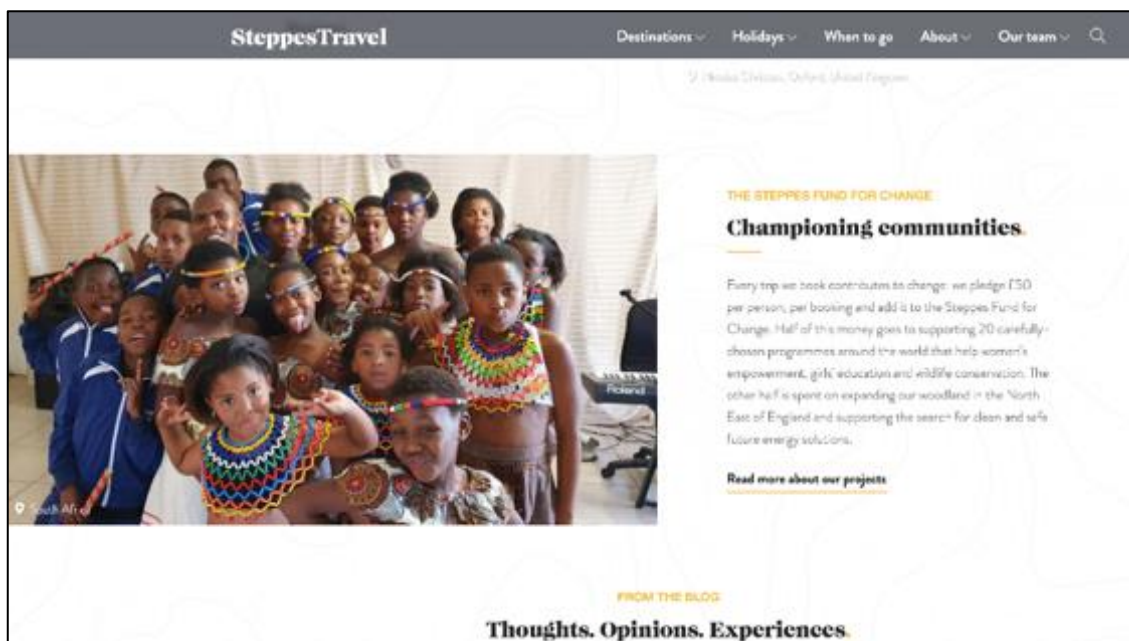 SteppesTravel
Destinations Holidays When to go About Our team
THE STEPPES FUND FOR CHANGE
Championing communities.
Every trip we book contributes to change: we pledge £50
per person, per booking and add is to the Steppes Fund for
Change. Half of this money goes to supporting 20 carefully-
chosen programmes around the world that help women's
empowerment, girls' education and wildlife conservation. The
other half is spent on expanding our woodland in the North
East of England and supporting the search for clean and safe
future energy solutions.
Read more about our projects
Roland
South Africa
FROM THE BLOG
Thoughts. Opinions. Experiences.